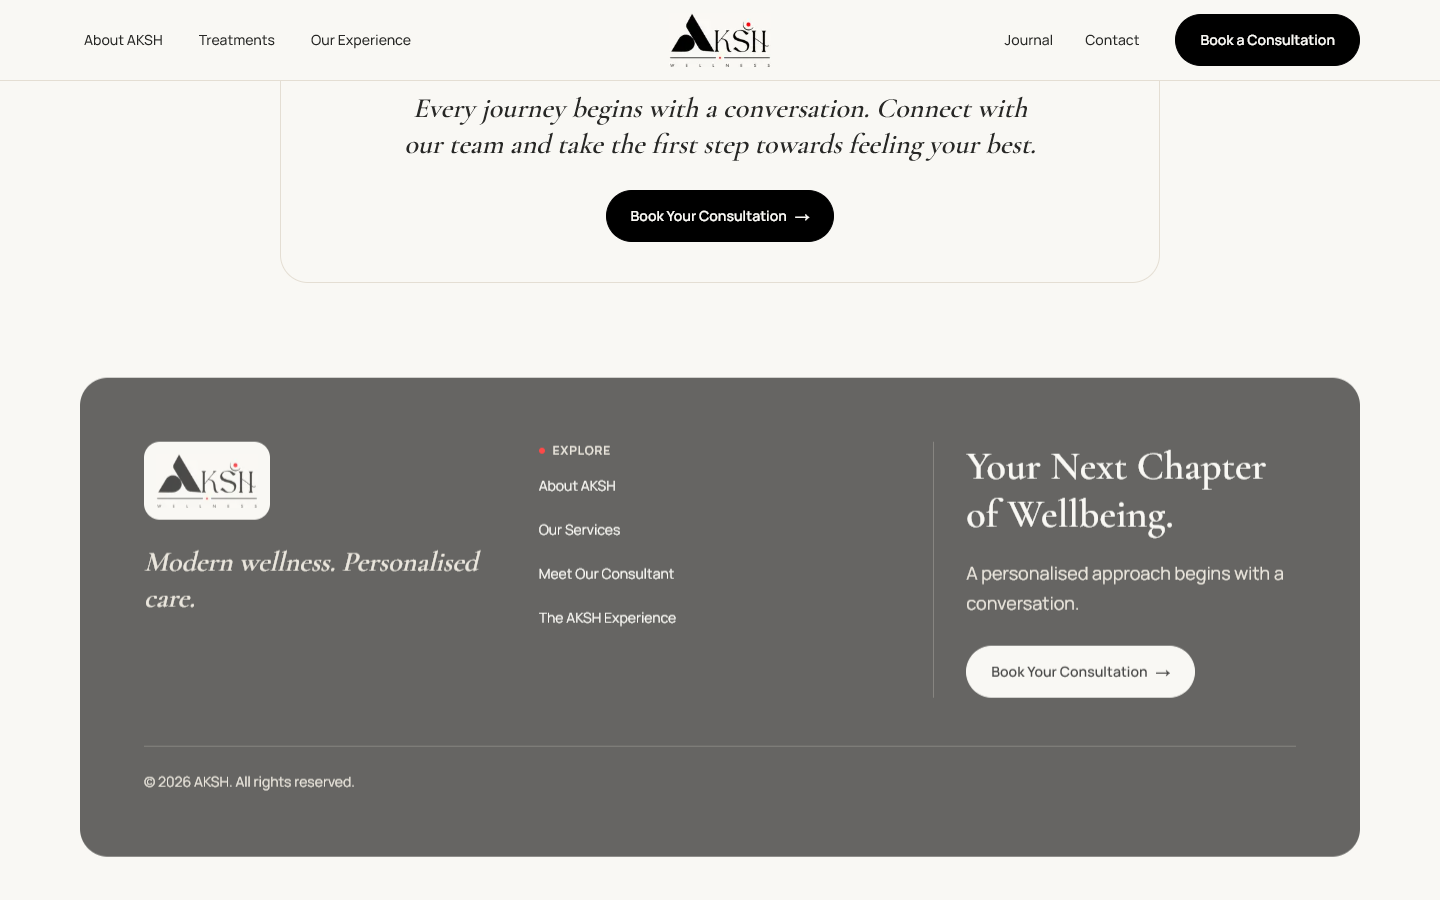 About AKSH
Treatments
Our Experience
AKSH
WELLNESS
Journal
Contact
Book a Consultation
Every journey begins with a conversation. Connect with
our team and take the first step towards feeling your best.
Book Your Consultation →
AKSH
WELLNESS
Modern wellness. Personalised
care.
EXPLORE
About AKSH
Our Services
Meet Our Consultant
The AKSH Experience
Your Next Chapter
of Wellbeing.
A personalised approach begins with a
conversation.
Book Your Consultation →
© 2026 AKSH. All rights reserved.